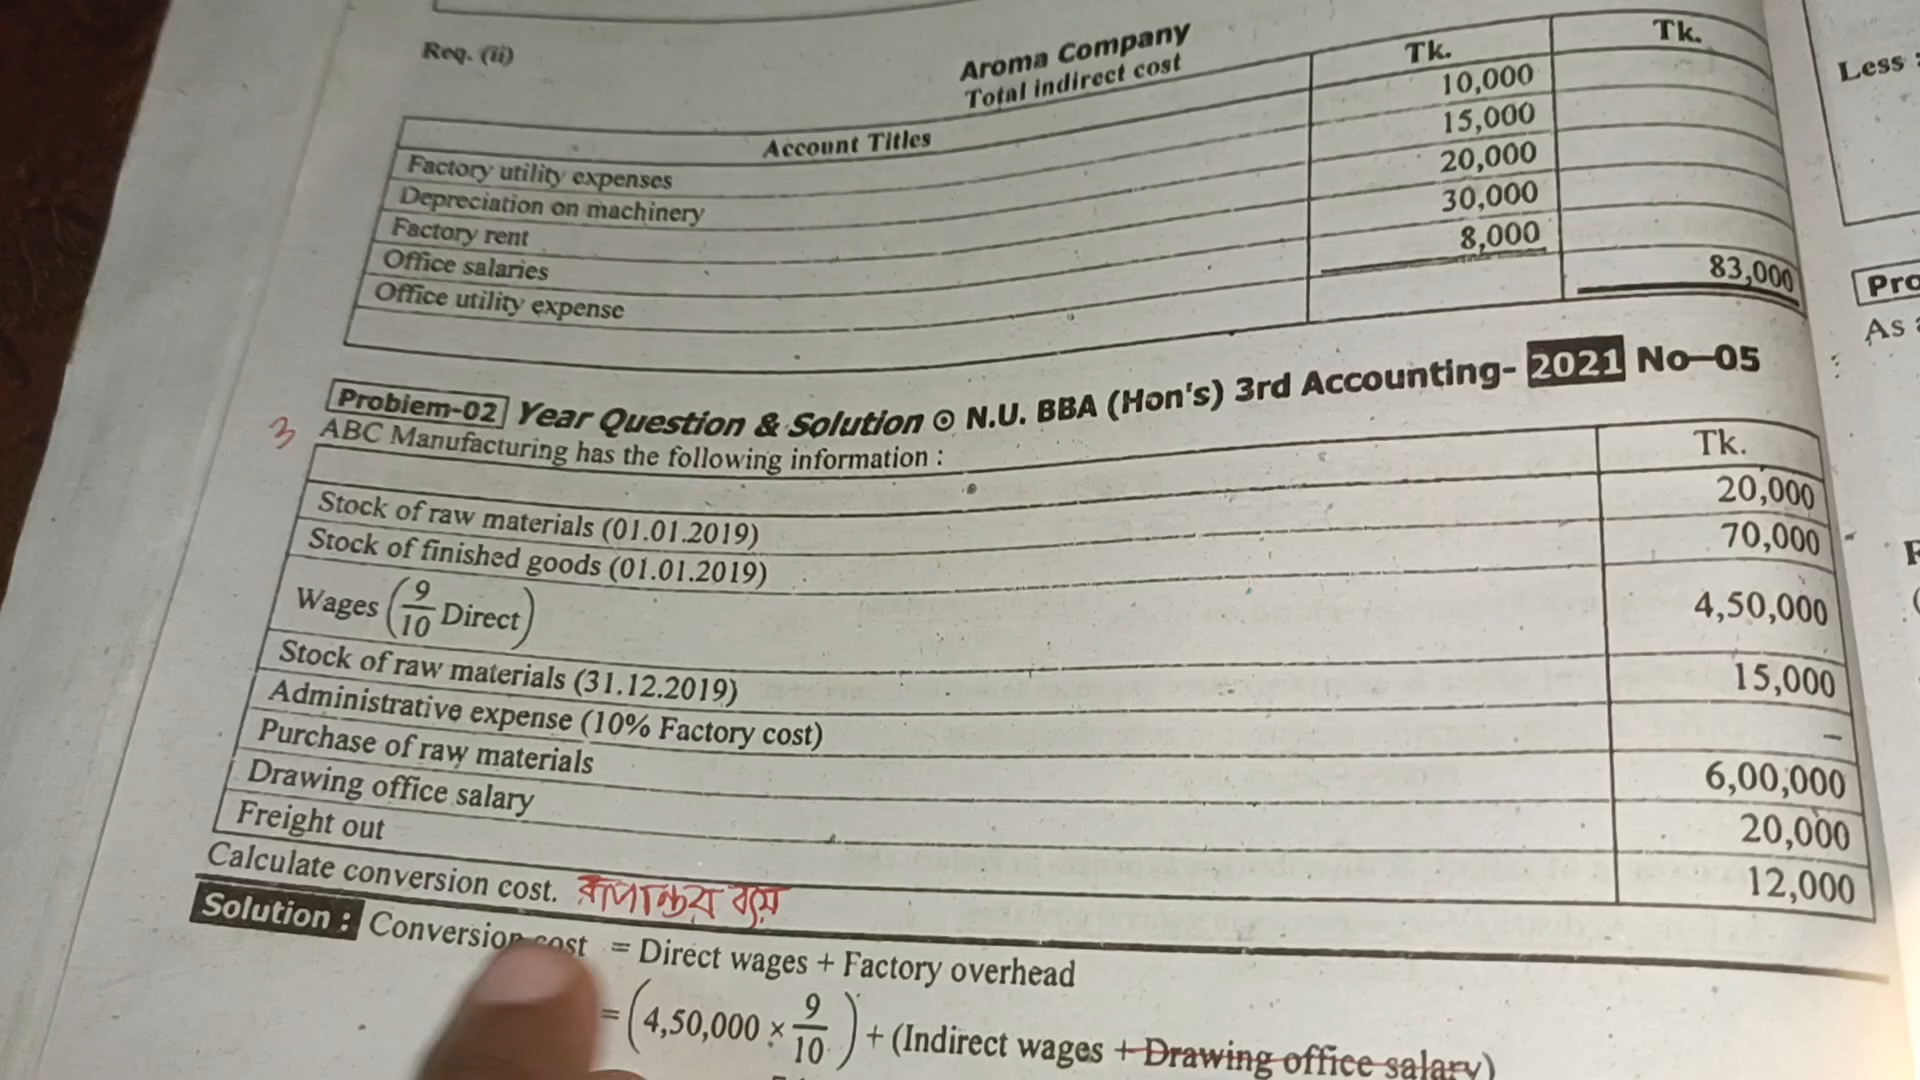 Req. (ii)
Aroma Company
Total indirect cost
Account Titles Tk. Tk.
Factory utility expenses 10,000
Depreciation on machinery 15,000
Factory rent 20,000
Office salaries 30,000
Office utility expense 8,000
83,000
Problem-02 Year Question & Solution ⊙ N.U. BBA (Hon's) 3rd Accounting- 2021 No–05
3 ABC Manufacturing has the following information :
Tk.
Stock of raw materials (01.01.2019) 20,000
Stock of finished goods (01.01.2019) 70,000
Wages (9/10 Direct) 4,50,000
Stock of raw materials (31.12.2019) 15,000
Administrative expense (10% Factory cost) –
Purchase of raw materials 6,00,000
Drawing office salary 20,000
Freight out 12,000
Calculate conversion cost. রূপান্তর ব্যয়
Solution : Conversion cost = Direct wages + Factory overhead
= (4,50,000 × 9/10) + (Indirect wages + Drawing office salary)
Less :
Pro
As